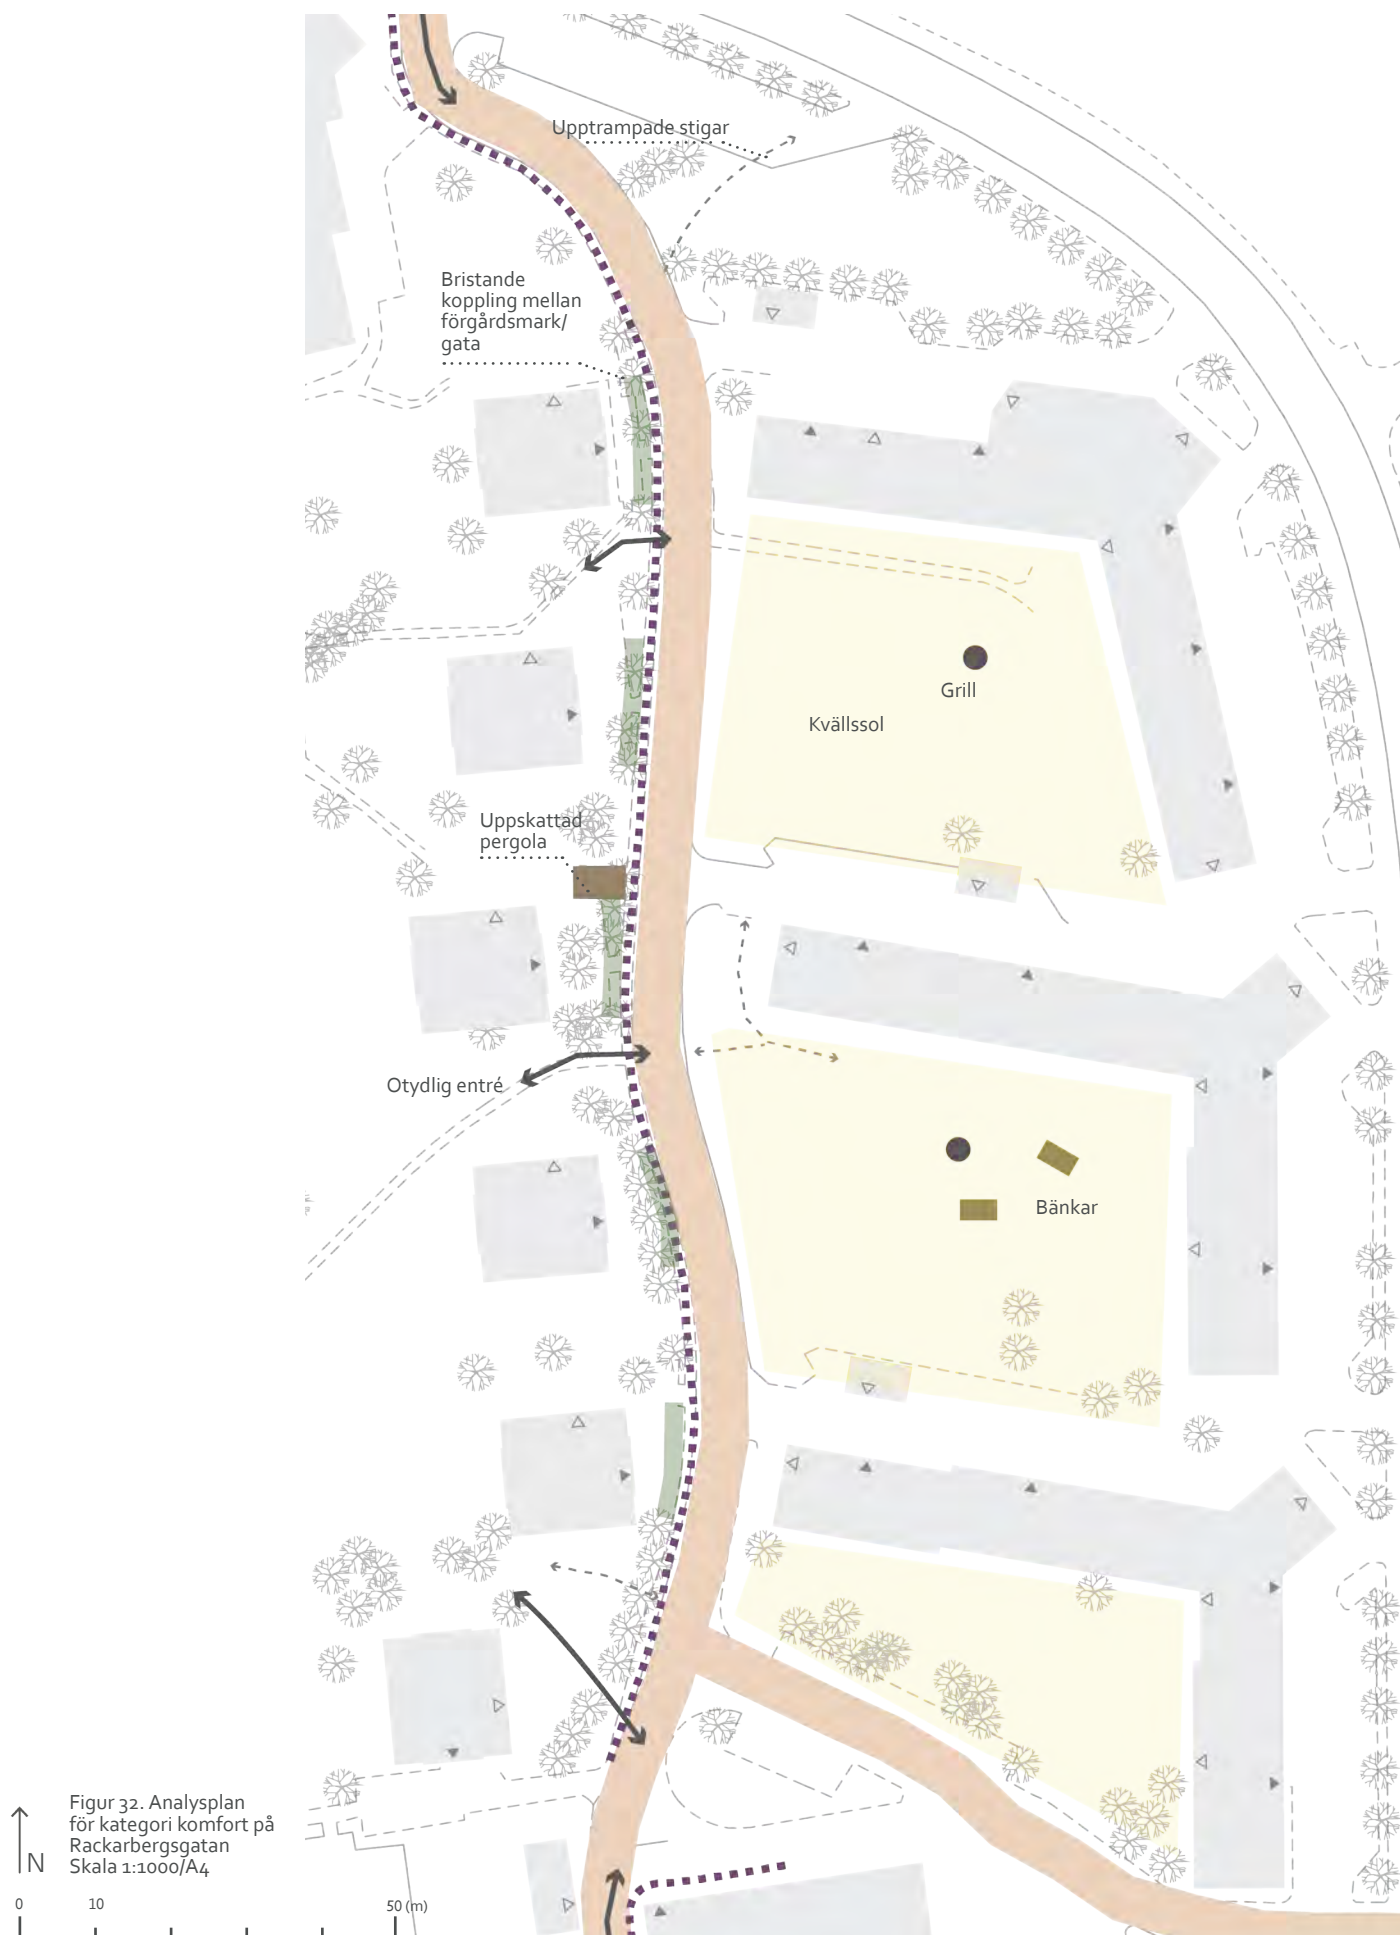 Upptrampade stigar
Bristande
koppling mellan
förgårdsmark/
gata
Grill
Kvällssol
Uppskattad
pergola
Otydlig entré
Bänkar
Figur 32. Analysplan
för kategori komfort på
Rackarbergsgatan
Skala 1:1000/A4
N
0 10 50 (m)